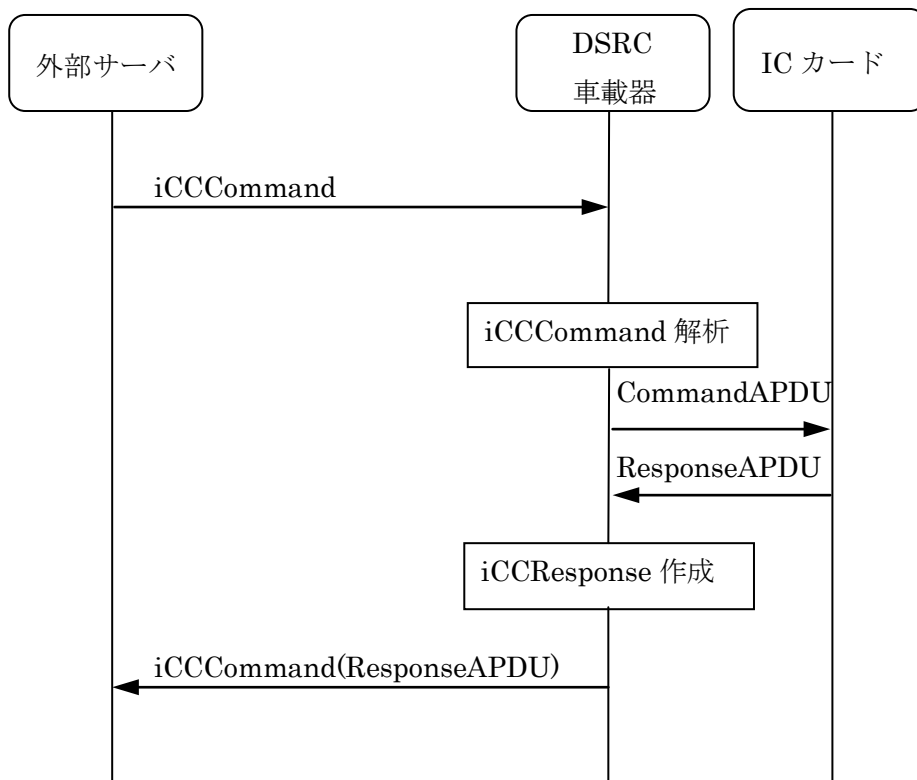 外部サーバ
DSRC
車載器
IC カード
iCCCommand
iCCCommand 解析
CommandAPDU
ResponseAPDU
iCCResponse 作成
iCCCommand(ResponseAPDU)